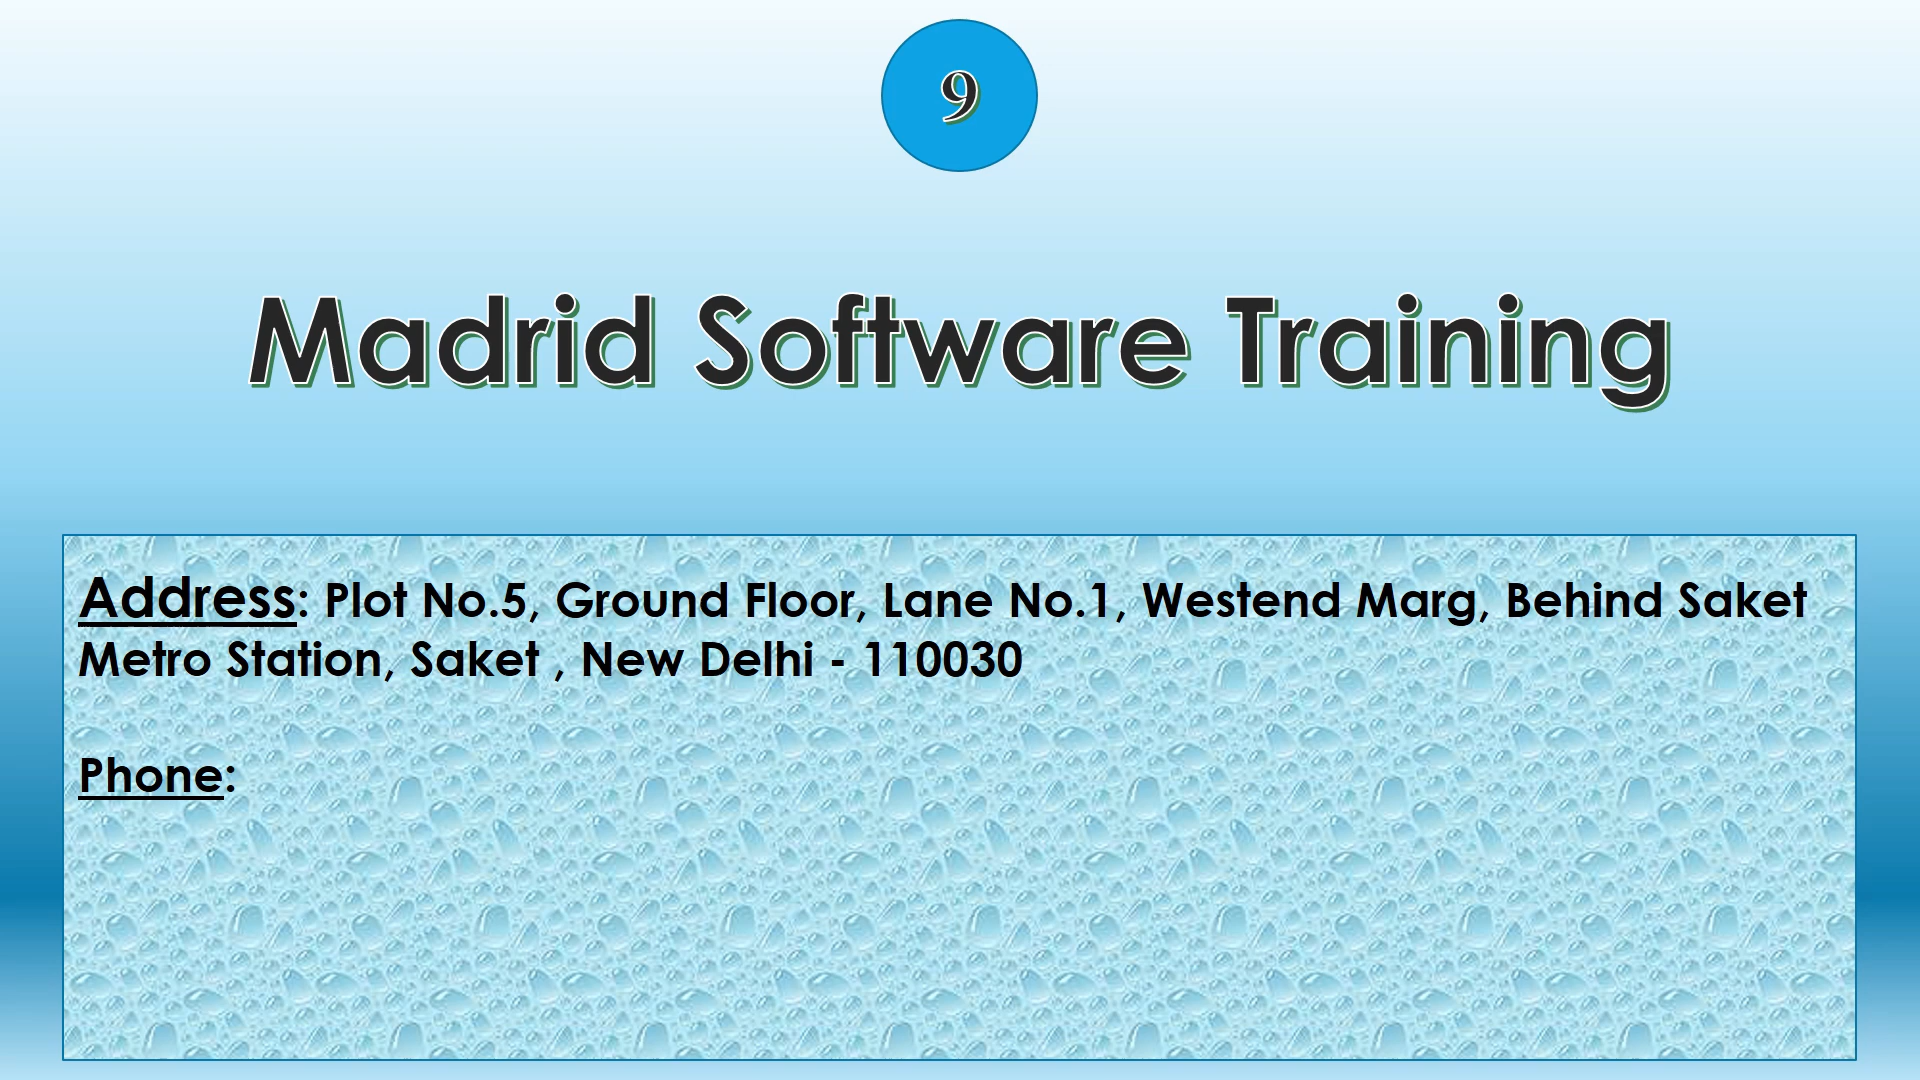 9
Madrid Software Training
Address: Plot No.5, Ground Floor, Lane No.1, Westend Marg, Behind Saket
Metro Station, Saket , New Delhi - 110030
Phone: